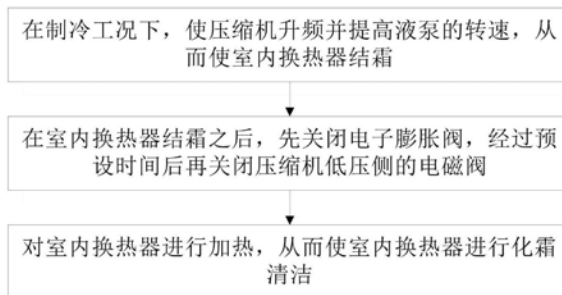 在制冷工况下，使压缩机升频并提高液泵的转速，从
而使室内换热器结霜
在室内换热器结霜之后，先关闭电子膨胀阀，经过预
设时间后再关闭压缩机低压侧的电磁阀
对室内换热器进行加热，从而使室内换热器进行化霜
清洁